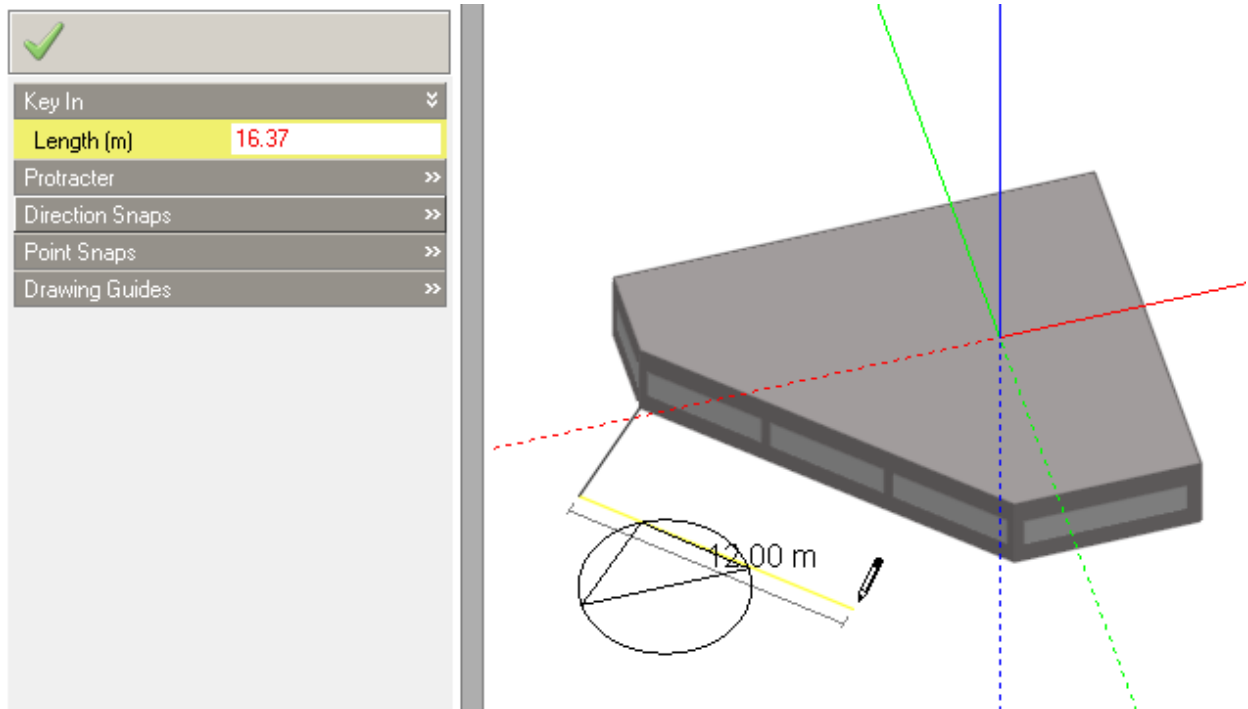 Key In
Length (m) 16.37
Protracter
Direction Snaps
Point Snaps
Drawing Guides
12.00 m